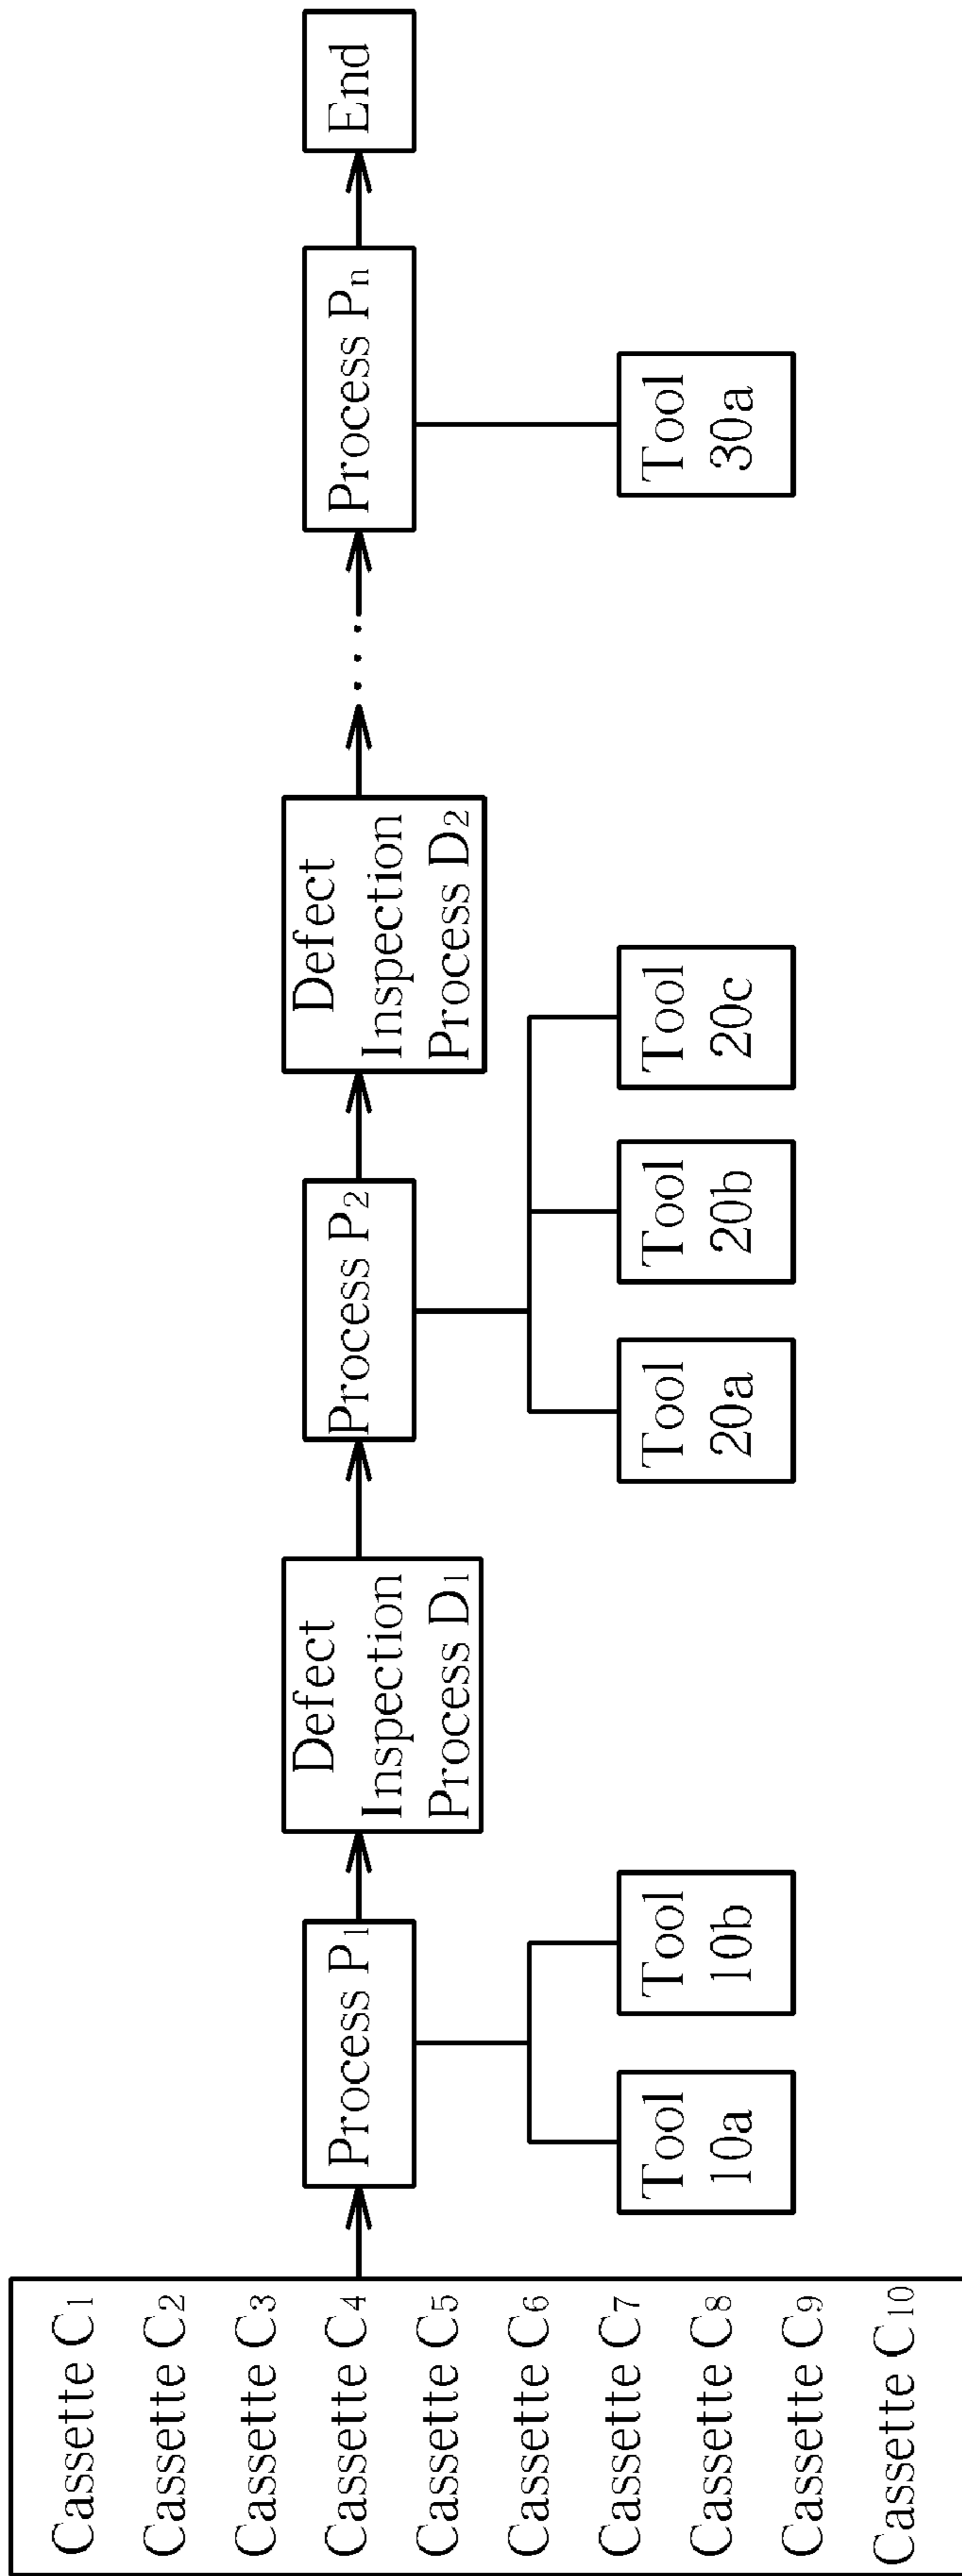 Cassette C1
Cassette C2
Cassette C3
Cassette C4
Cassette C5
Cassette C6
Cassette C7
Cassette C8
Cassette C9
Cassette C10
Process P1
Tool
10a
Tool
10b
Defect
Inspection
Process D1
Process P2
Tool
20a
Tool
20b
Tool
20c
Defect
Inspection
Process D2
...
Process Pn
Tool
30a
End